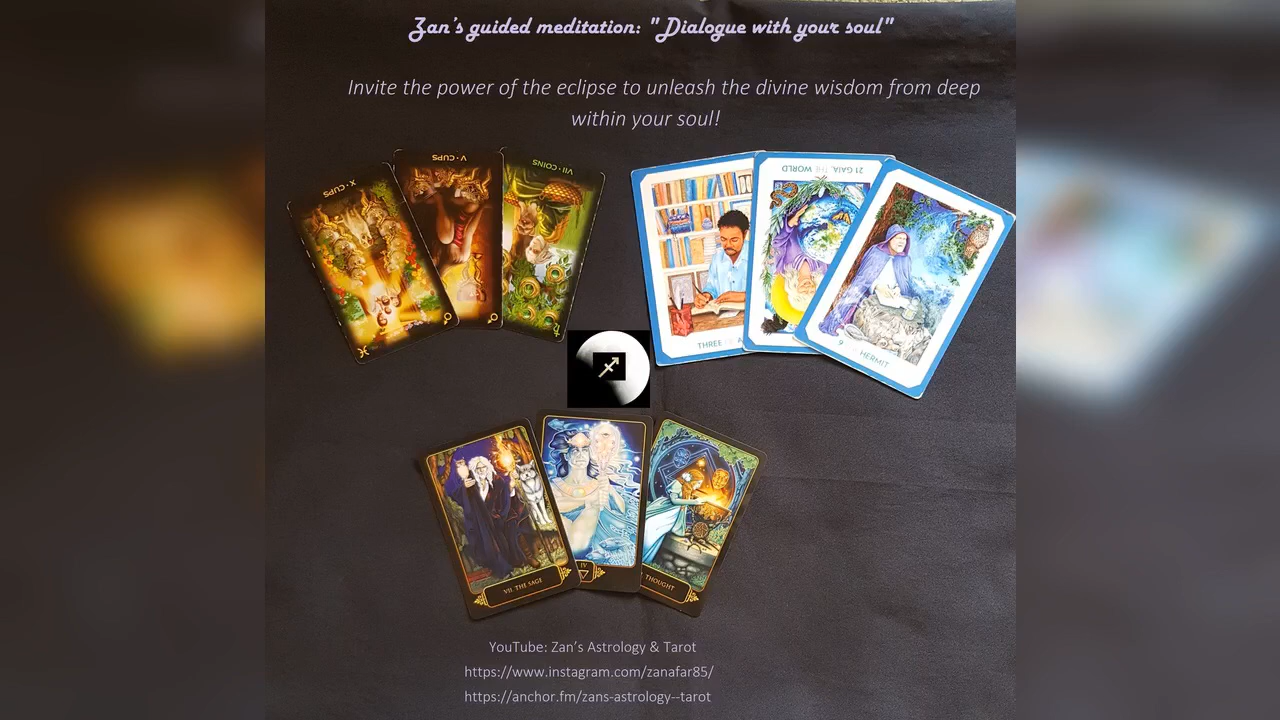 Zan's guided meditation: "Dialogue with your soul"
Invite the power of the eclipse to unleash the divine wisdom from deep
within your soul!
X • CUPS
V • CUPS
VII • COINS
21 GAIA, THE WORLD
THREE
9 HERMIT
VII. THE SAGE
IV
THOUGHT
YouTube: Zan's Astrology & Tarot
https://www.instagram.com/zanafar85/
https://anchor.fm/zans-astrology--tarot